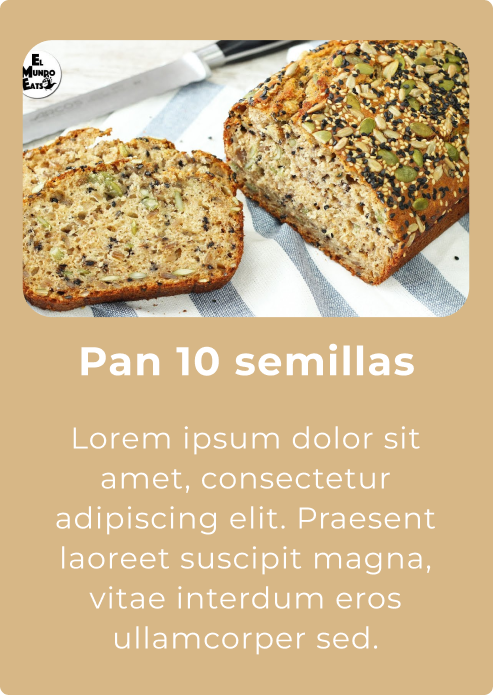 El
Mundo
Eats
Pan 10 semillas
Lorem ipsum dolor sit
amet, consectetur
adipiscing elit. Praesent
laoreet suscipit magna,
vitae interdum eros
ullamcorper sed.